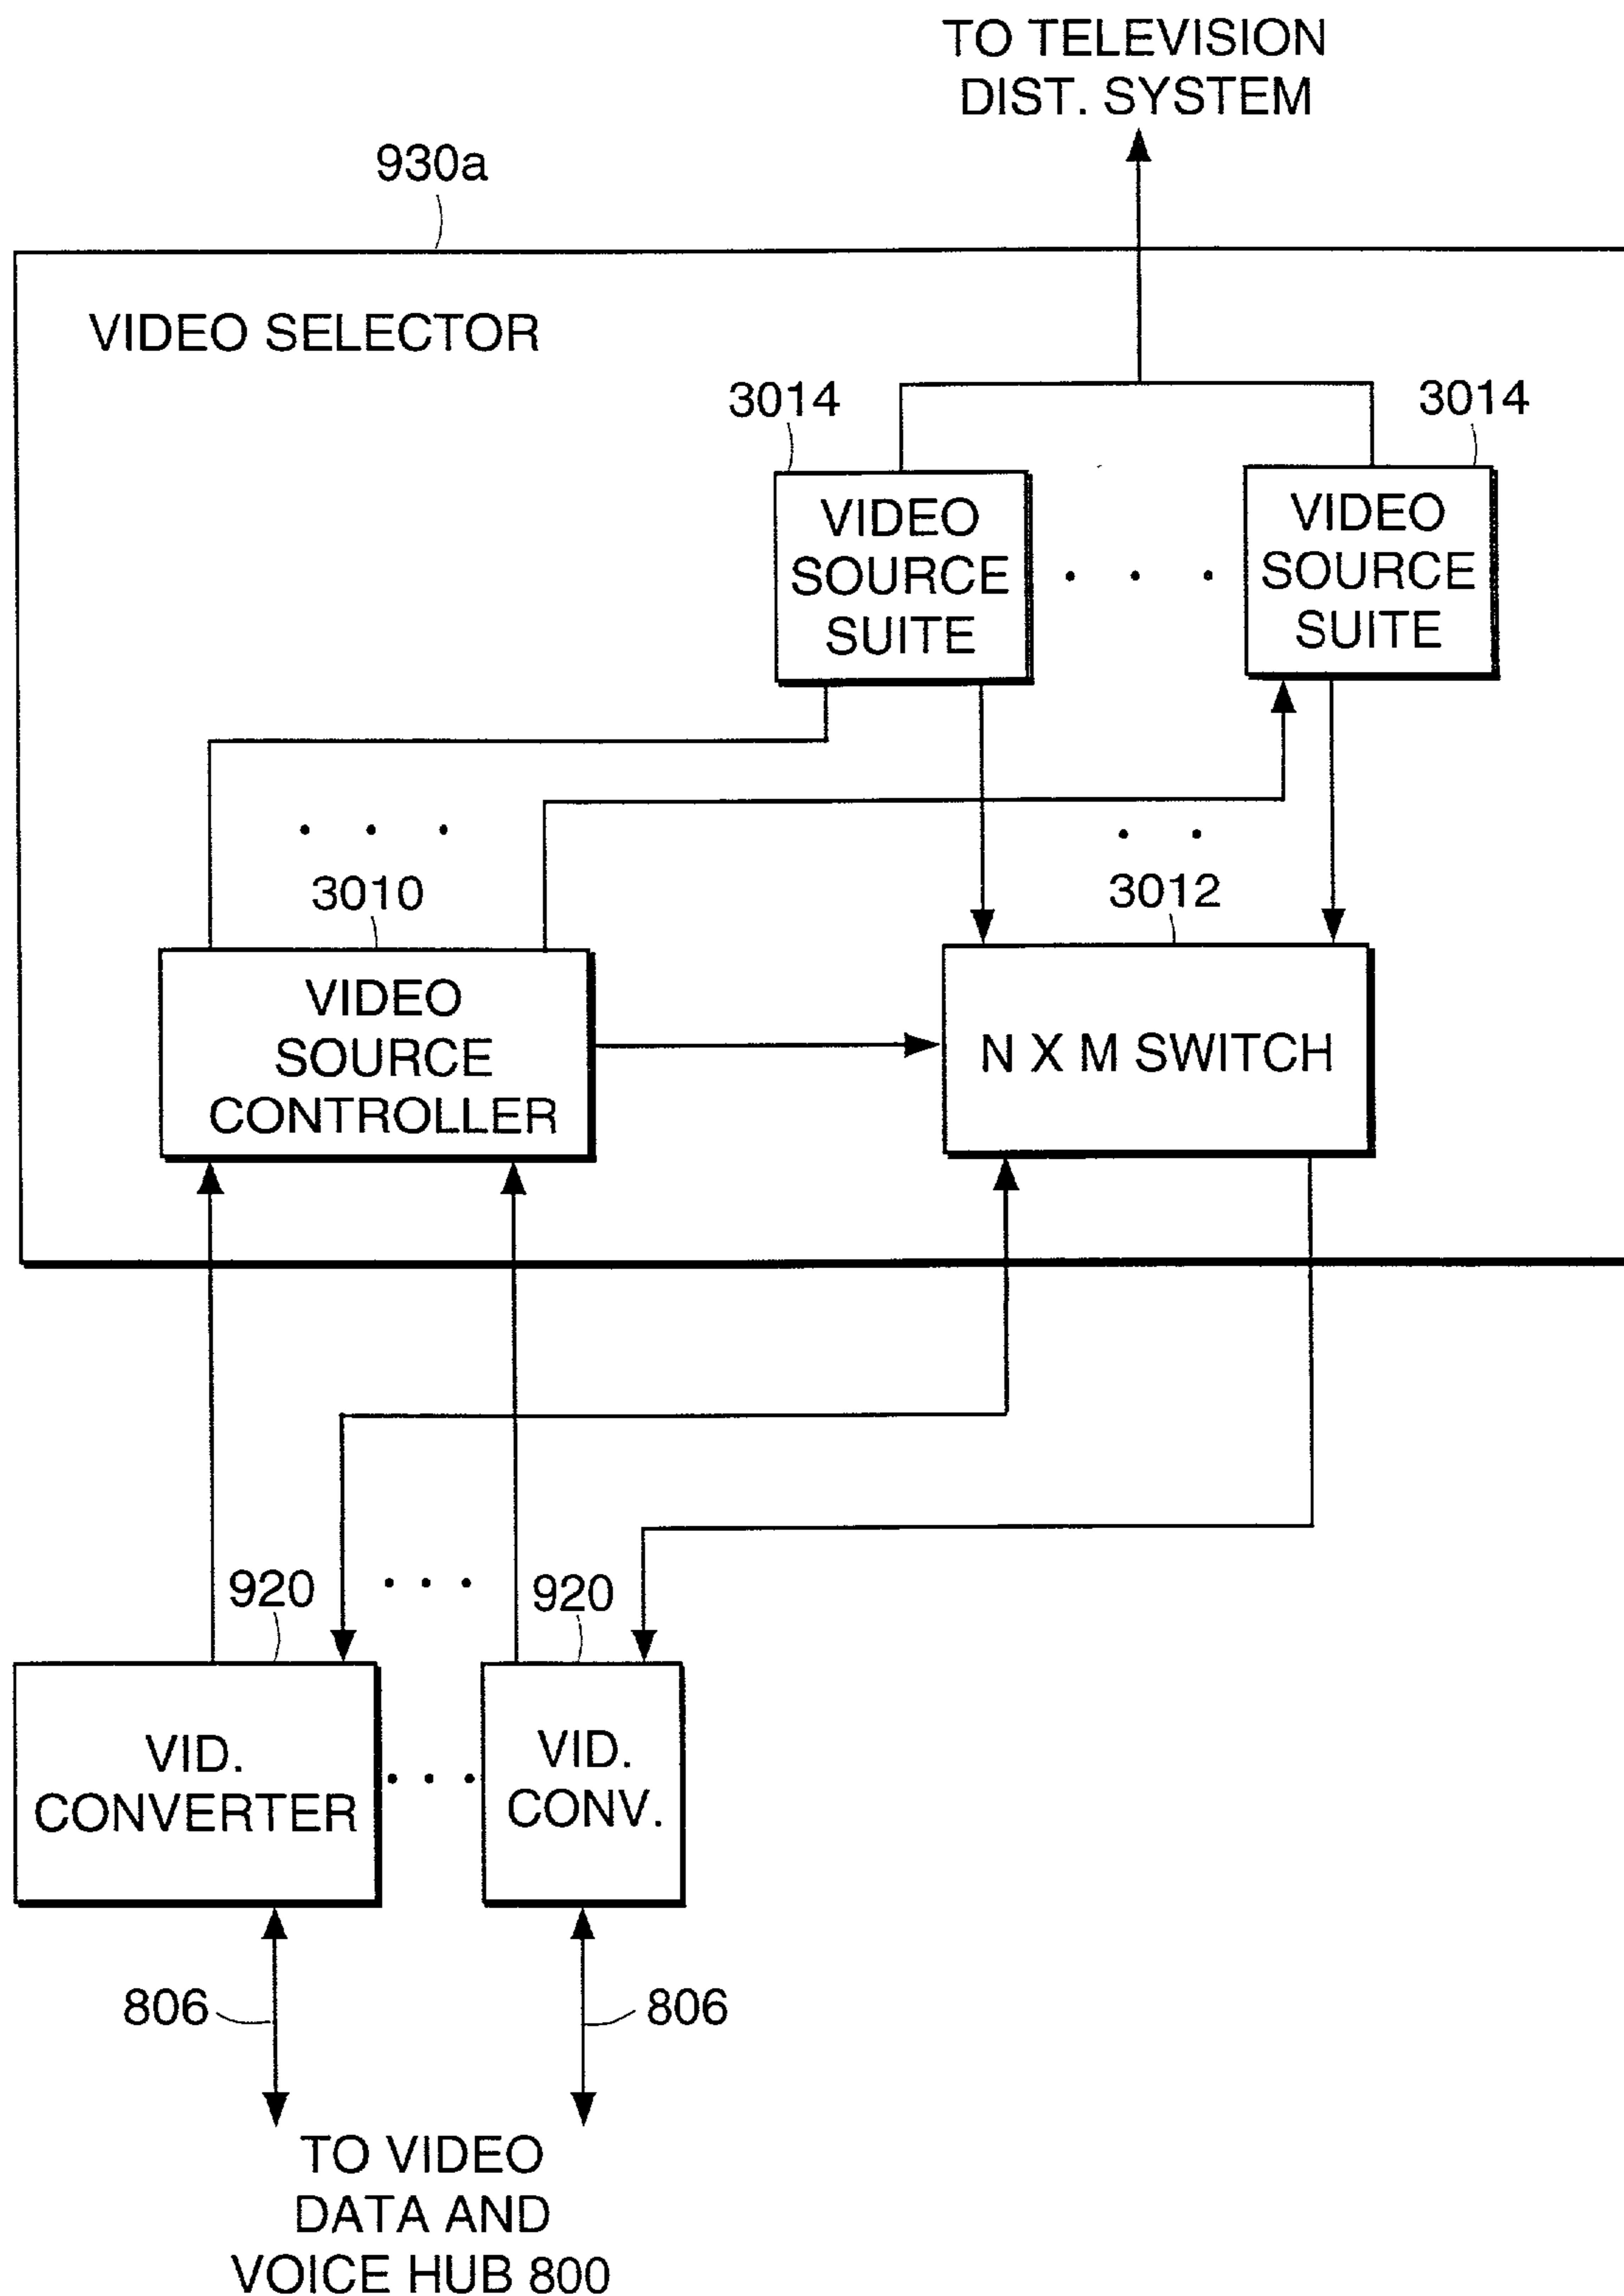 TO TELEVISION
DIST. SYSTEM
930a
VIDEO SELECTOR
3014
3014
VIDEO
SOURCE
SUITE
VIDEO
SOURCE
SUITE
3010
3012
VIDEO
SOURCE
CONTROLLER
N X M SWITCH
920
920
VID.
CONVERTER
VID.
CONV.
806
806
TO VIDEO
DATA AND
VOICE HUB 800